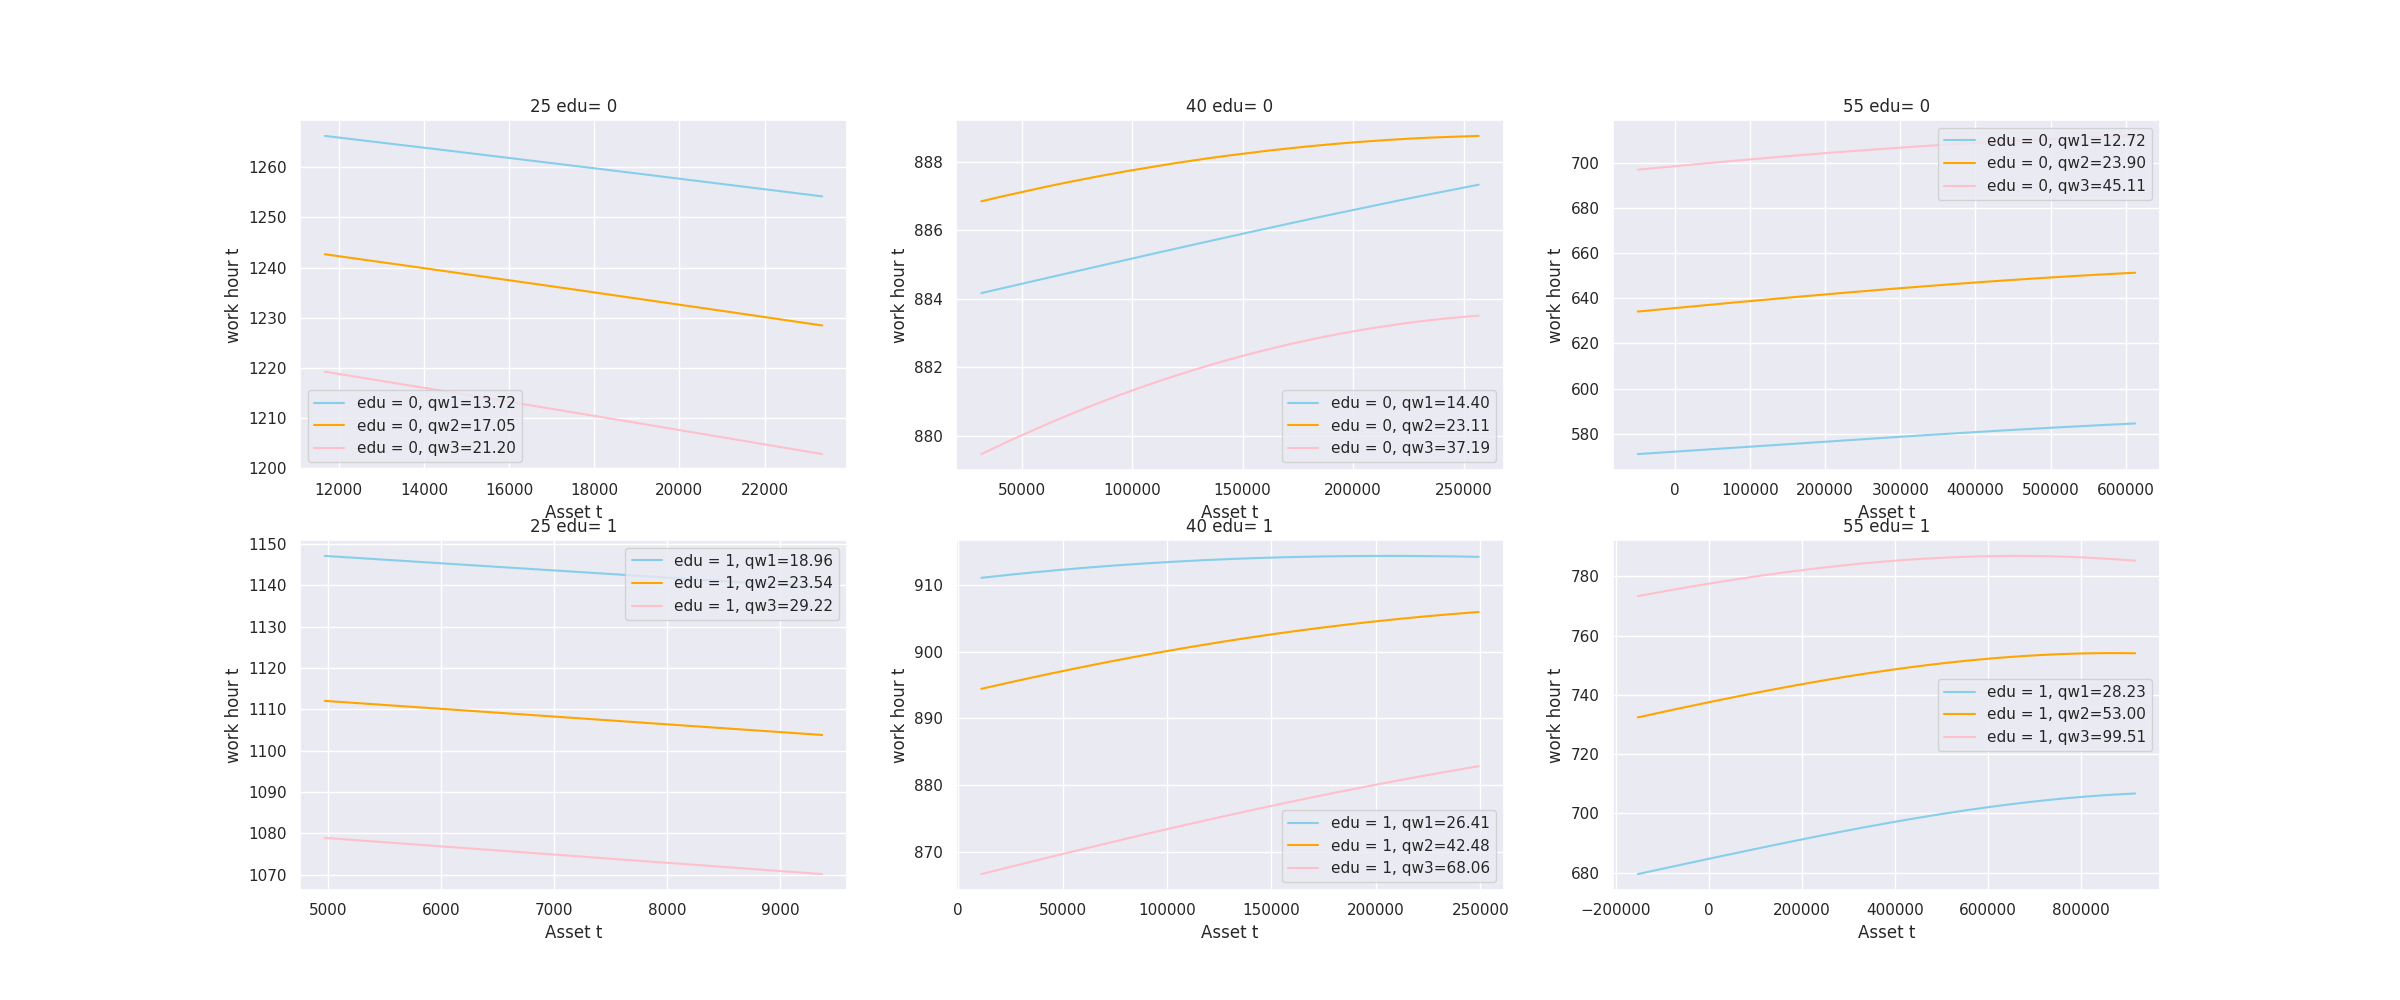 25 edu= 0
work hour t
1260
1250
1240
1230
1220
1210
1200
edu = 0, qw1=13.72
edu = 0, qw2=17.05
edu = 0, qw3=21.20
12000 14000 16000 18000 20000 22000
Asset t
40 edu= 0
work hour t
888
886
884
882
880
edu = 0, qw1=14.40
edu = 0, qw2=23.11
edu = 0, qw3=37.19
50000 100000 150000 200000 250000
Asset t
55 edu= 0
work hour t
700
680
660
640
620
600
580
edu = 0, qw1=12.72
edu = 0, qw2=23.90
edu = 0, qw3=45.11
0 100000 200000 300000 400000 500000 600000
Asset t
25 edu= 1
work hour t
1150
1140
1130
1120
1110
1100
1090
1080
1070
edu = 1, qw1=18.96
edu = 1, qw2=23.54
edu = 1, qw3=29.22
5000 6000 7000 8000 9000
Asset t
40 edu= 1
work hour t
910
900
890
880
870
edu = 1, qw1=26.41
edu = 1, qw2=42.48
edu = 1, qw3=68.06
0 50000 100000 150000 200000 250000
Asset t
55 edu= 1
work hour t
780
760
740
720
700
680
edu = 1, qw1=28.23
edu = 1, qw2=53.00
edu = 1, qw3=99.51
−200000 0 200000 400000 600000 800000
Asset t